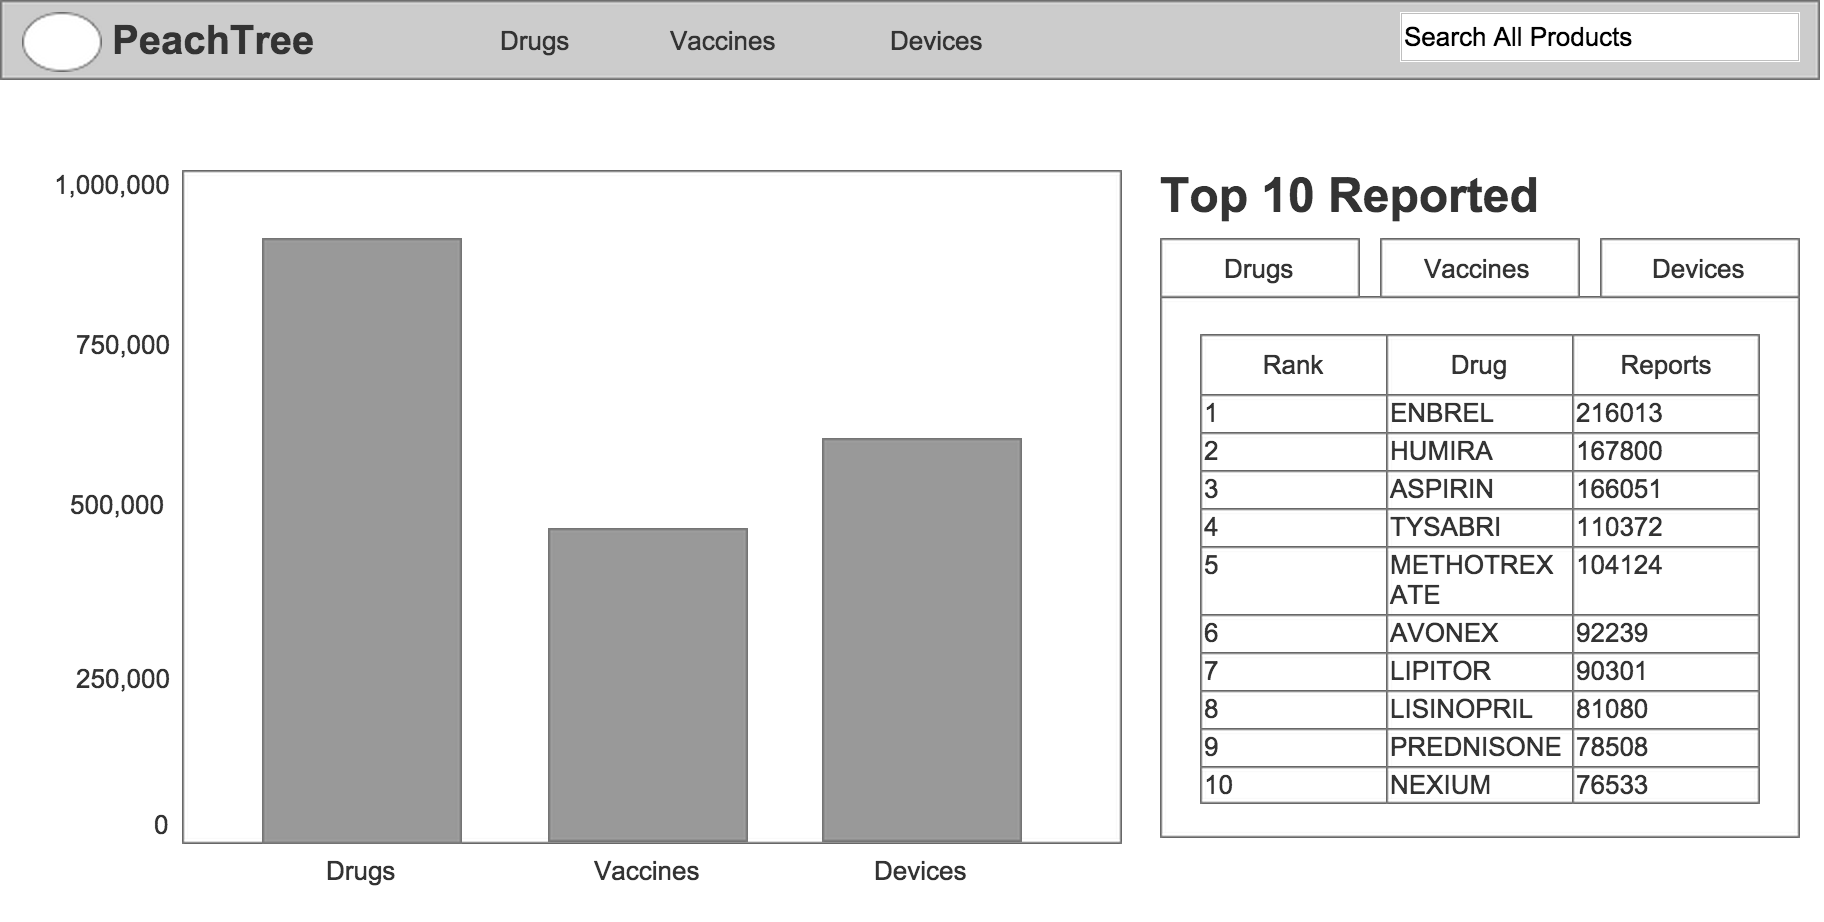 PeachTree Drugs Vaccines Devices Search All Products
1,000,000
750,000
500,000
250,000
0
Drugs Vaccines Devices
Top 10 Reported
Drugs Vaccines Devices
Rank Drug Reports
1 ENBREL 216013
2 HUMIRA 167800
3 ASPIRIN 166051
4 TYSABRI 110372
5 METHOTREX 104124
ATE
6 AVONEX 92239
7 LIPITOR 90301
8 LISINOPRIL 81080
9 PREDNISONE 78508
10 NEXIUM 76533